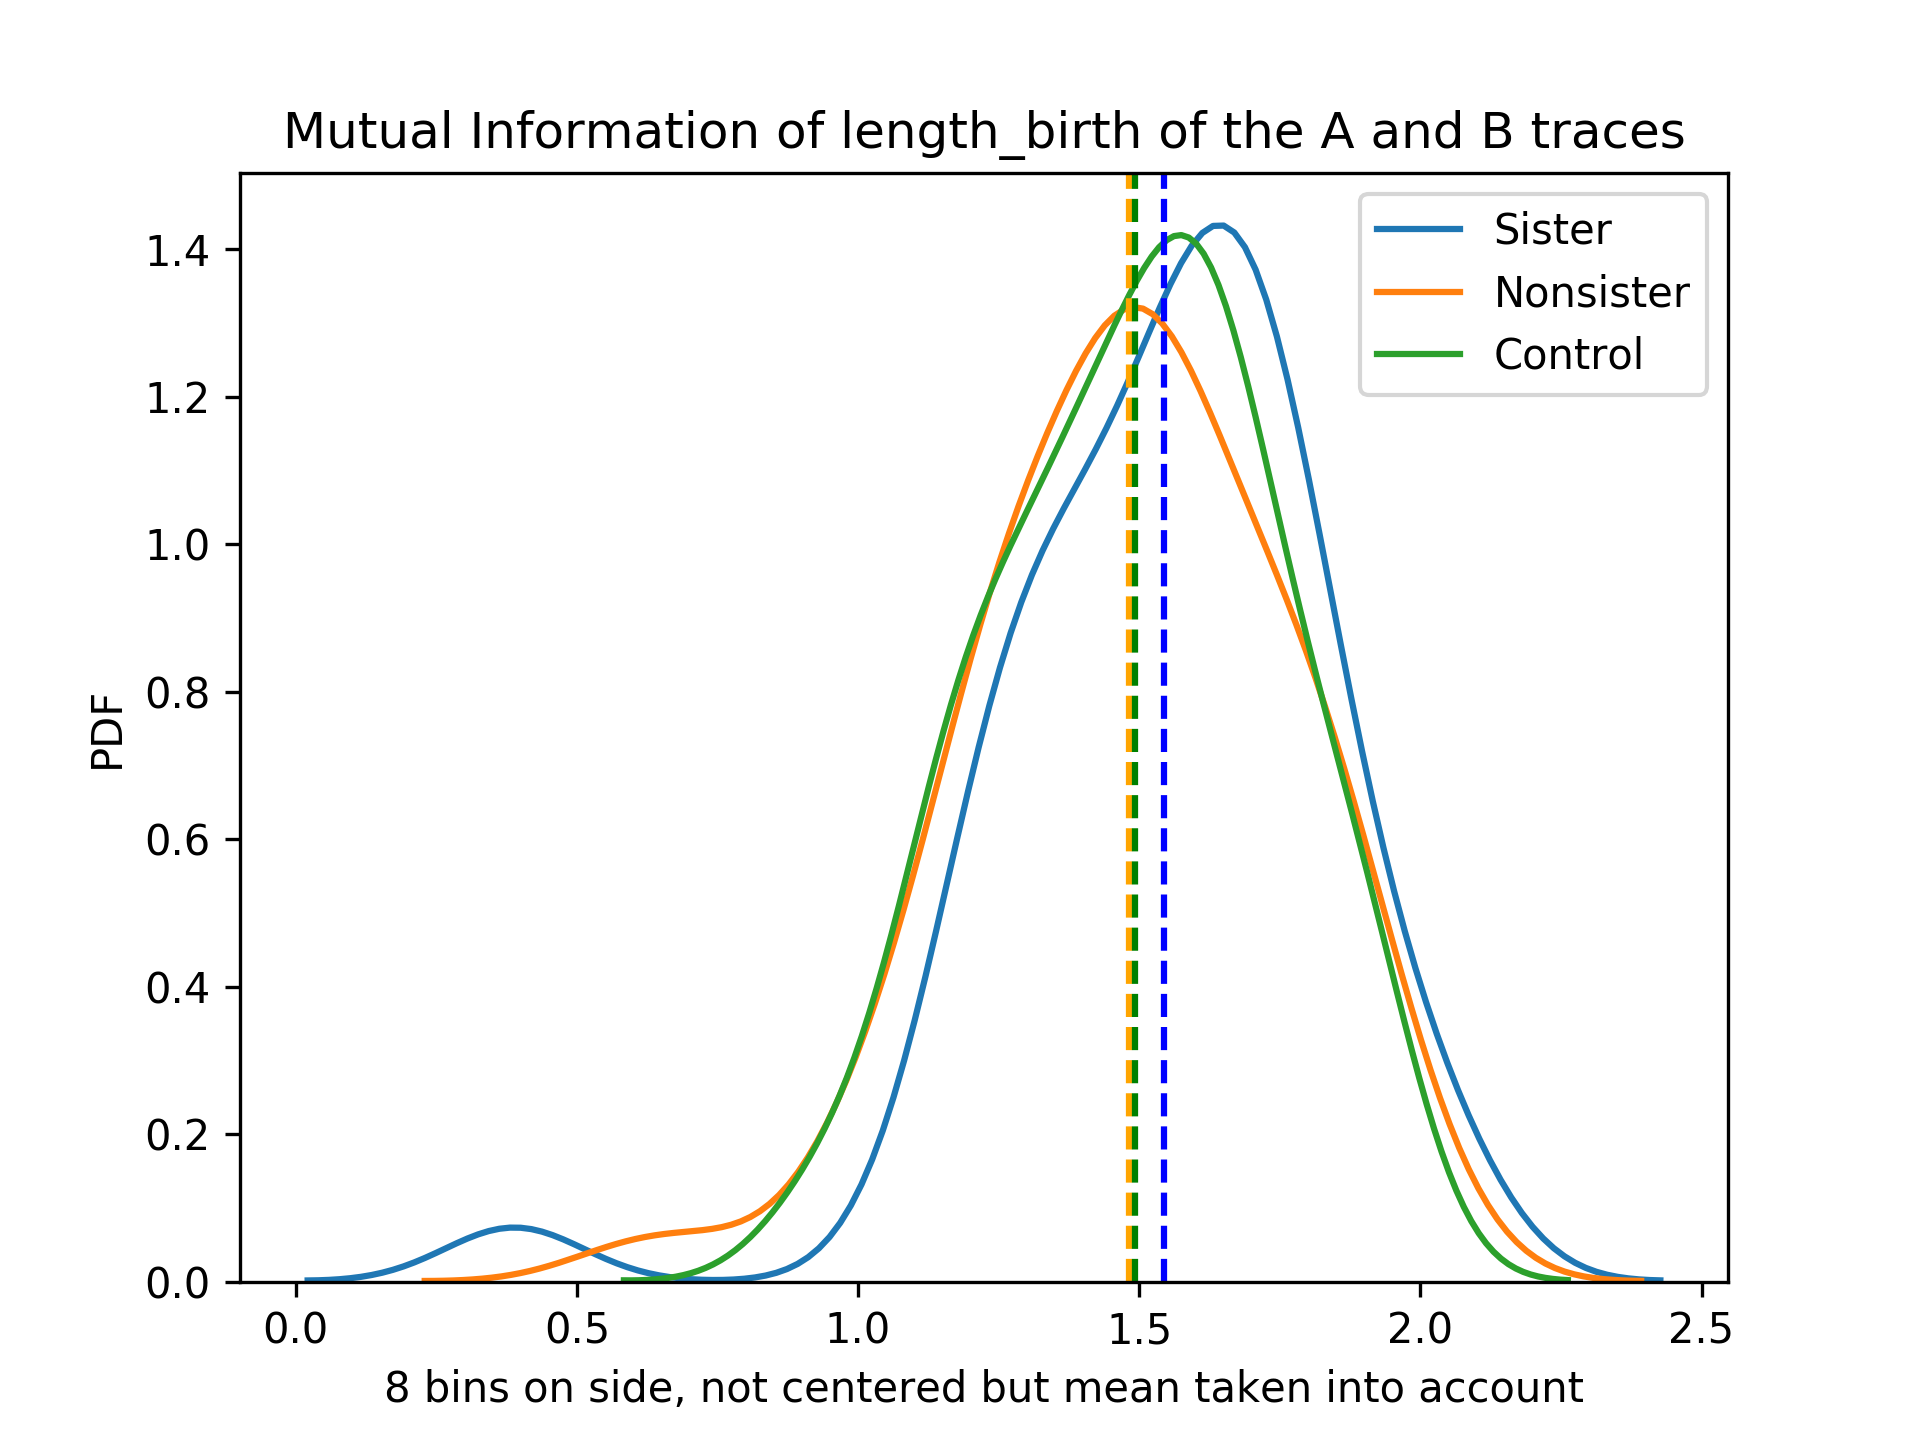 Mutual Information of length_birth of the A and B traces
Sister
Nonsister
Control
PDF
1.4
1.2
1.0
0.8
0.6
0.4
0.2
0.0
0.0 0.5 1.0 1.5 2.0 2.5
8 bins on side, not centered but mean taken into account